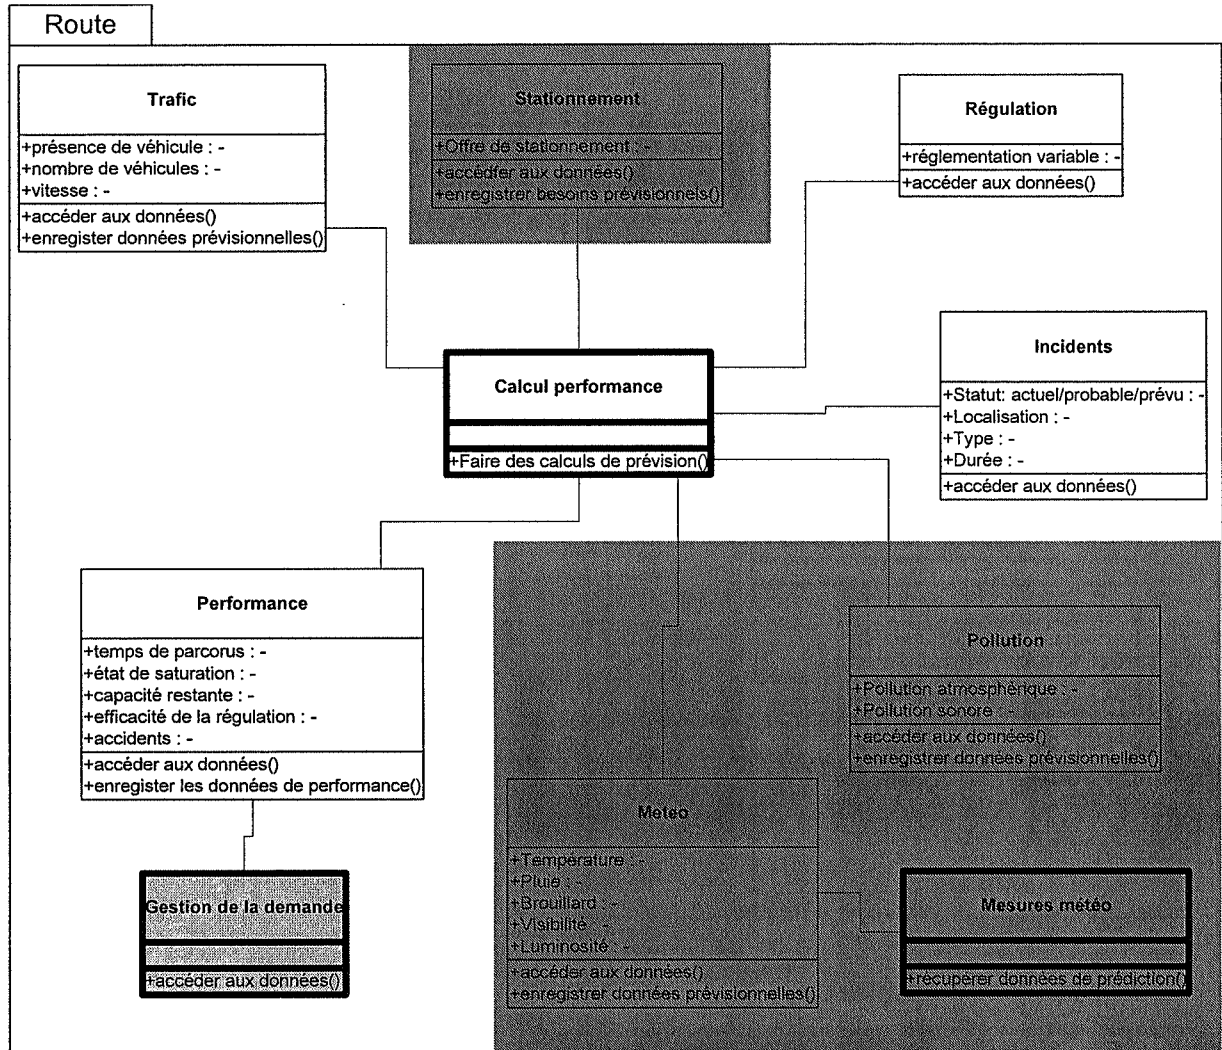 Route
Trafic
+présence de véhicule : -
+nombre de véhicules : -
+vitesse : -
+accéder aux données()
+enregister données prévisionnelles()
Stationnement
+Offre de stationnement : -
+accédfer aux données()
+enregistrer besoins prévisionnels()
Régulation
+réglementation variable : -
+accéder aux données()
Calcul performance
+Faire des calculs de prévision()
Incidents
+Statut: actuel/probable/prévu : -
+Localisation : -
+Type : -
+Durée : -
+accéder aux données()
Performance
+temps de parcorus : -
+état de saturation : -
+capacité restante : -
+efficacité de la régulation : -
+accidents : -
+accéder aux données()
+enregister les données de performance()
Pollution
+Pollution atmosphérique : -
+Pollution sonore : -
+accéder aux données()
+enregistrer données prévisionnelles()
Météo
+Température : -
+Pluie : -
+Brouillard : -
+Visibilité : -
+Luminosité : -
+accéder aux données()
+enregistrer données prévisionnelles()
Gestion de la demande
+accéder aux données()
Mesures météo
+récupérer données de prédiction()